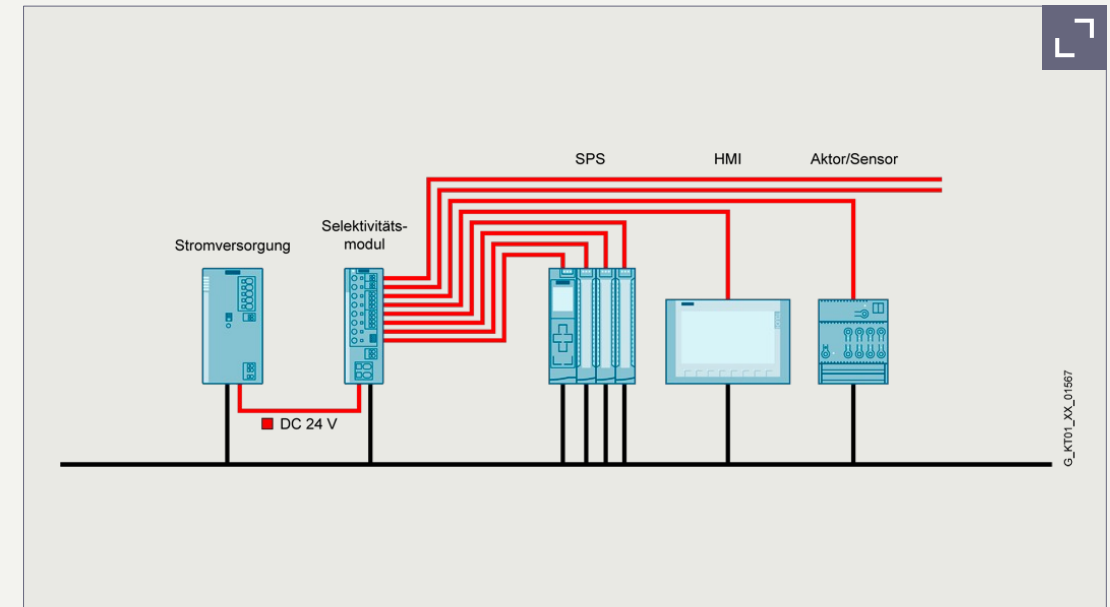 SPS
HMI
Aktor/Sensor
Selektivitäts-
modul
Stromversorgung
DC 24 V
G_KT01_XX_01567